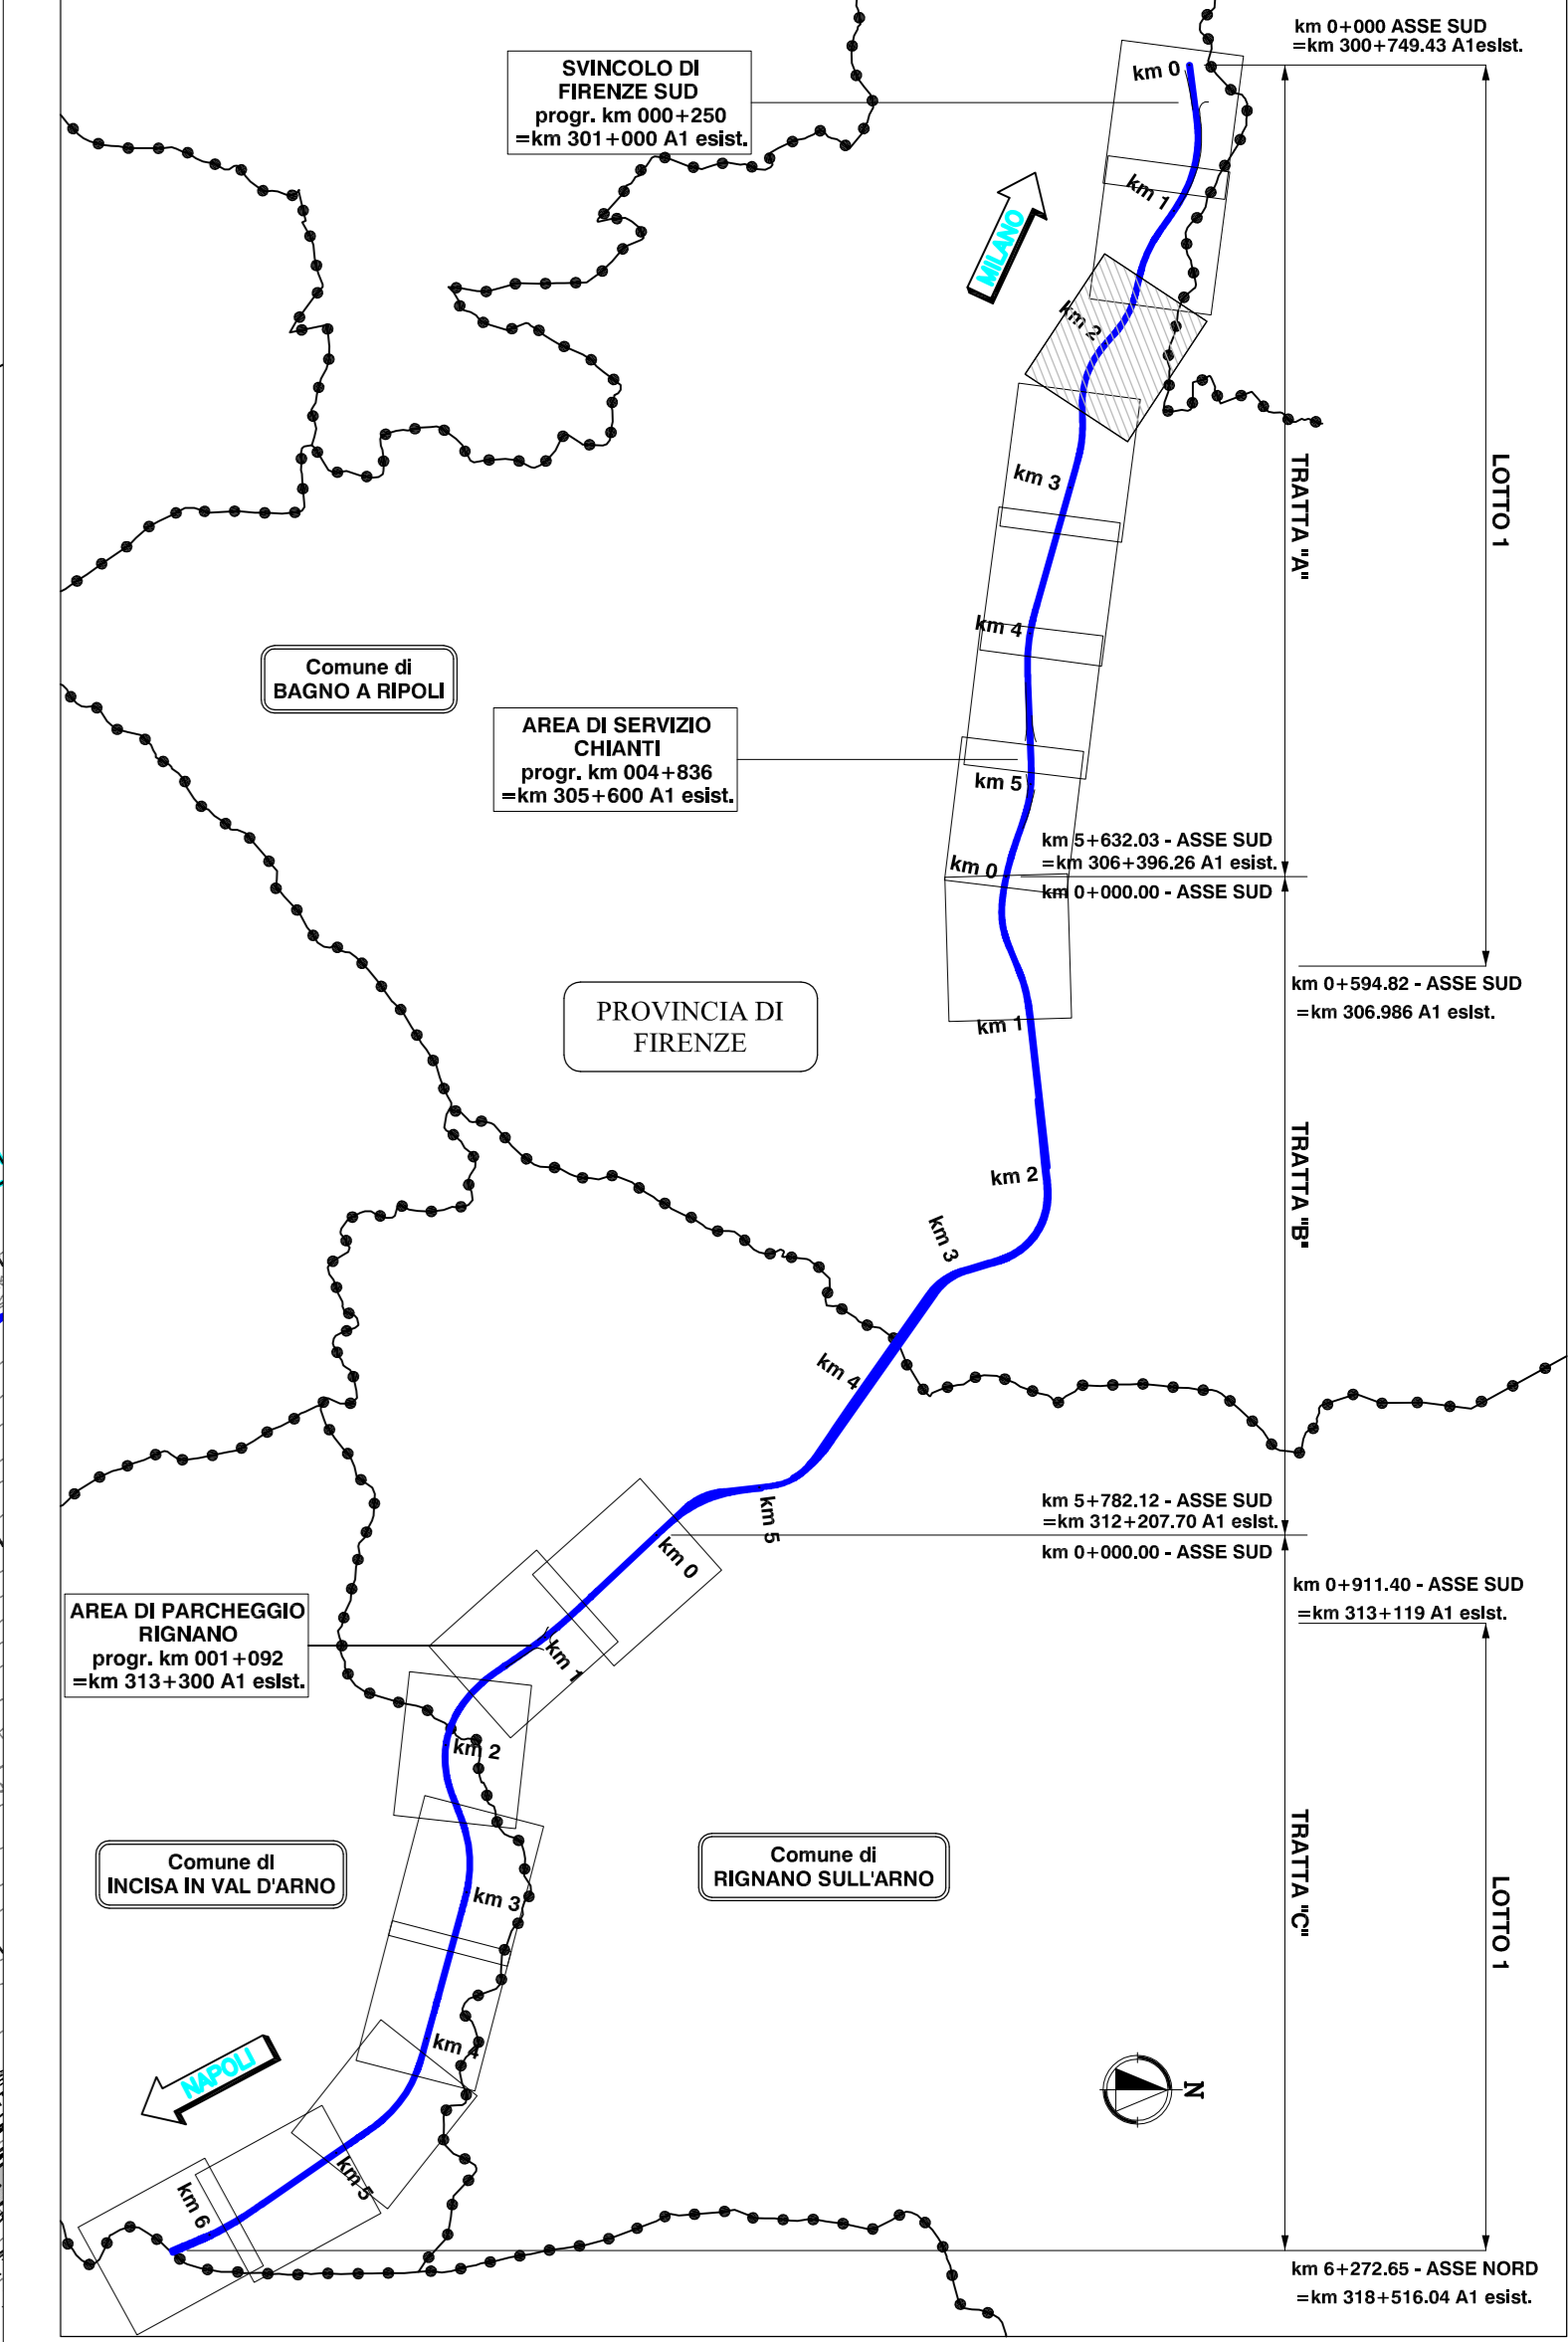 km 0+000 ASSE SUD
=km 300+749.43 A1esist.
SVINCOLO DI
FIRENZE SUD
progr. km 000+250
=km 301+000 A1 esist.
km 0
km 1
MILANO
km 2
km 3
TRATTA "A"
LOTTO 1
km 4
Comune di
BAGNO A RIPOLI
AREA DI SERVIZIO
CHIANTI
progr. km 004+836
=km 305+600 A1 esist.
km 5
km 5+632.03 - ASSE SUD
=km 306+396.26 A1 esist.
km 0
km 0+000.00 - ASSE SUD
km 0+594.82 - ASSE SUD
=km 306.986 A1 esist.
PROVINCIA DI
FIRENZE
km 1
km 2
TRATTA "B"
km 3
km 4
km 5
km 5+782.12 - ASSE SUD
=km 312+207.70 A1 esist.
km 0
km 0+000.00 - ASSE SUD
km 0+911.40 - ASSE SUD
=km 313+119 A1 esist.
AREA DI PARCHEGGIO
RIGNANO
progr. km 001+092
=km 313+300 A1 esist.
km 1
km 2
Comune di
INCISA IN VAL D'ARNO
Comune di
RIGNANO SULL'ARNO
km 3
TRATTA "C"
LOTTO 1
km 4
NAPOLI
N
km 5
km 6
km 6+272.65 - ASSE NORD
=km 318+516.04 A1 esist.